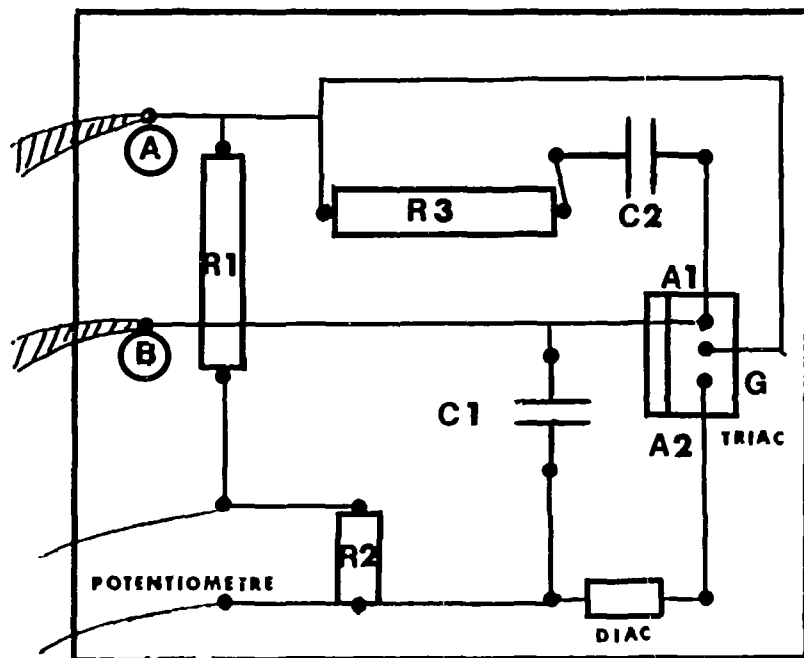 A
R3
C2
R1
A1
B
C1
G
A2
TRIAC
R2
POTENTIOMETRE
DIAC